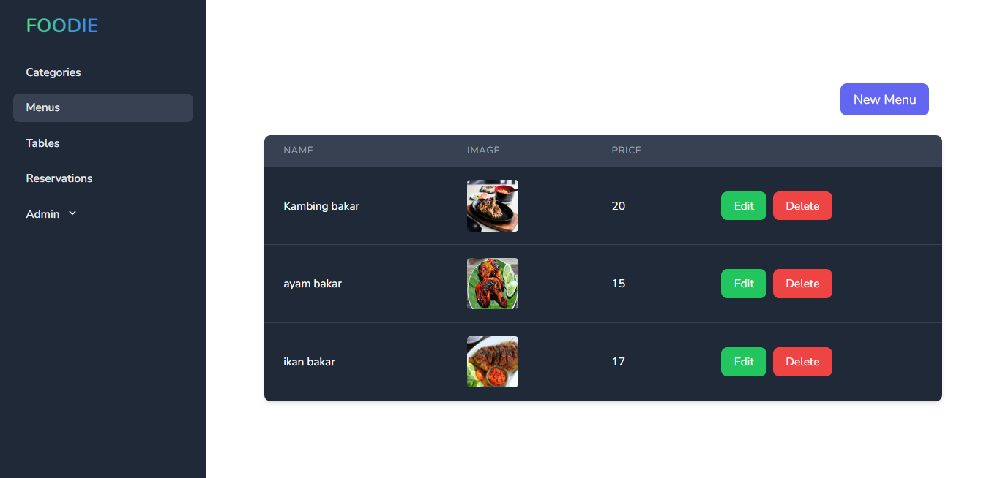 FOODIE
Categories
Menus
Tables
Reservations
Admin
New Menu
NAME IMAGE PRICE
Kambing bakar 20 Edit Delete
ayam bakar 15 Edit Delete
ikan bakar 17 Edit Delete